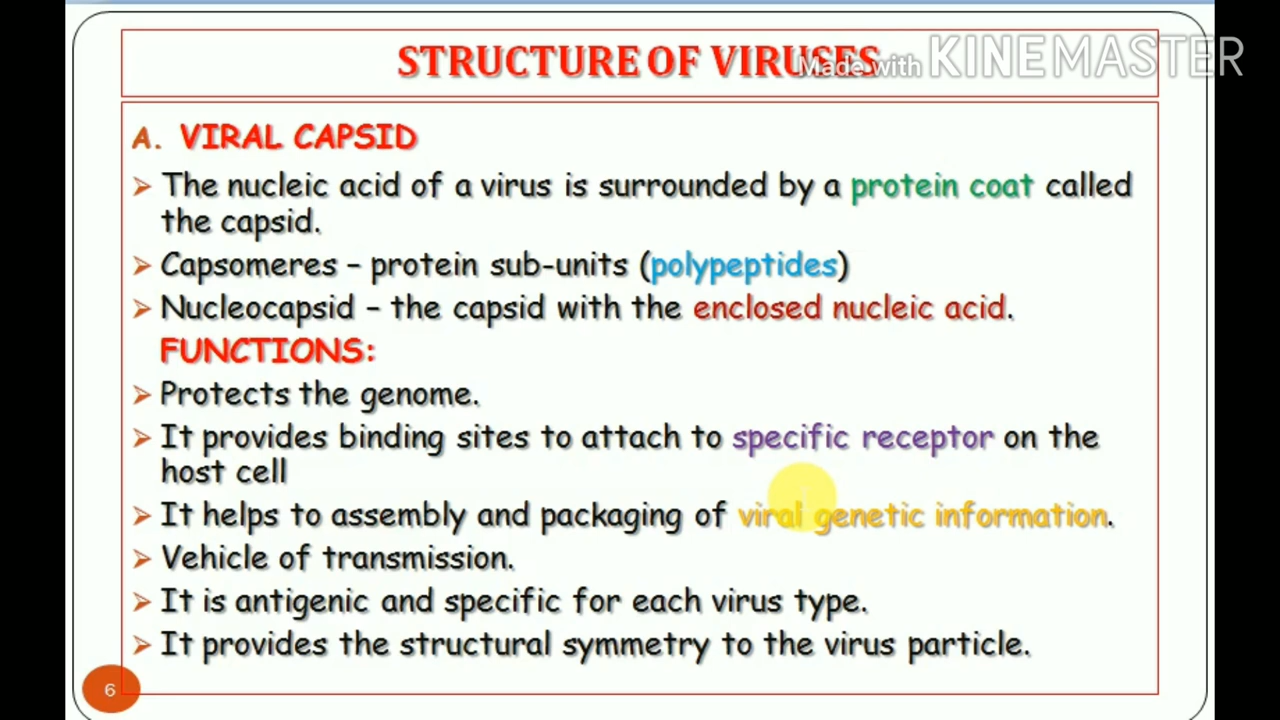 STRUCTURE OF VIRUSES
Made with KINEMASTER
A. VIRAL CAPSID
➢ The nucleic acid of a virus is surrounded by a protein coat called
the capsid.
➢ Capsomeres – protein sub-units (polypeptides)
➢ Nucleocapsid – the capsid with the enclosed nucleic acid.
FUNCTIONS:
➢ Protects the genome.
➢ It provides binding sites to attach to specific receptor on the
host cell
➢ It helps to assembly and packaging of viral genetic information.
➢ Vehicle of transmission.
➢ It is antigenic and specific for each virus type.
➢ It provides the structural symmetry to the virus particle.
6